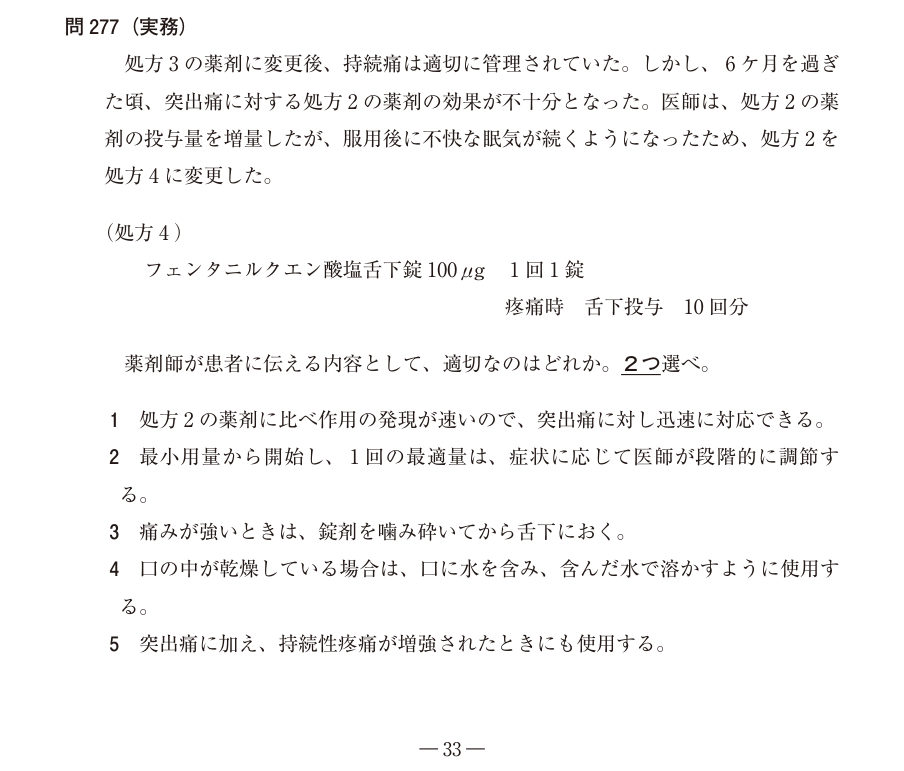 問 277（実務）
処方３の薬剤に変更後、持続痛は適切に管理されていた。しかし、６ケ月を過ぎ
た頃、突出痛に対する処方２の薬剤の効果が不十分となった。医師は、処方２の薬
剤の投与量を増量したが、服用後に不快な眠気が続くようになったため、処方２を
処方４に変更した。
（処方４）
フェンタニルクエン酸塩舌下錠 100 μg　１回１錠
疼痛時　舌下投与　10 回分
薬剤師が患者に伝える内容として、適切なのはどれか。２つ選べ。
1　処方２の薬剤に比べ作用の発現が速いので、突出痛に対し迅速に対応できる。
2　最小用量から開始し、１回の最適量は、症状に応じて医師が段階的に調節す
る。
3　痛みが強いときは、錠剤を噛み砕いてから舌下におく。
4　口の中が乾燥している場合は、口に水を含み、含んだ水で溶かすように使用す
る。
5　突出痛に加え、持続性疼痛が増強されたときにも使用する。
― 33 ―